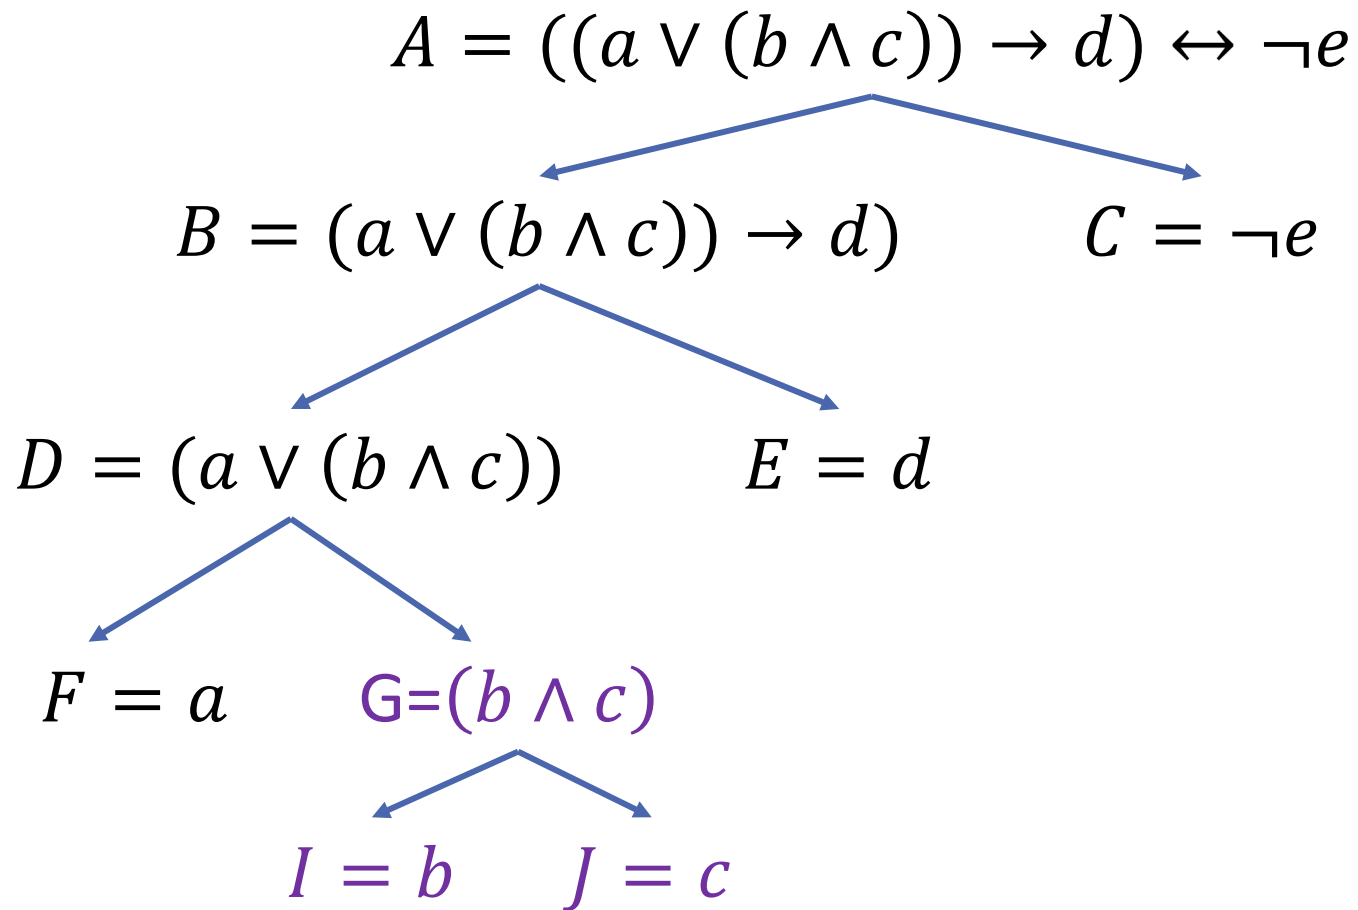 A = ((a ∨ (b ∧ c)) → d) ↔ ¬e
B = (a ∨ (b ∧ c)) → d) C = ¬e
D = (a ∨ (b ∧ c)) E = d
F = a G=(b ∧ c)
I = b J = c